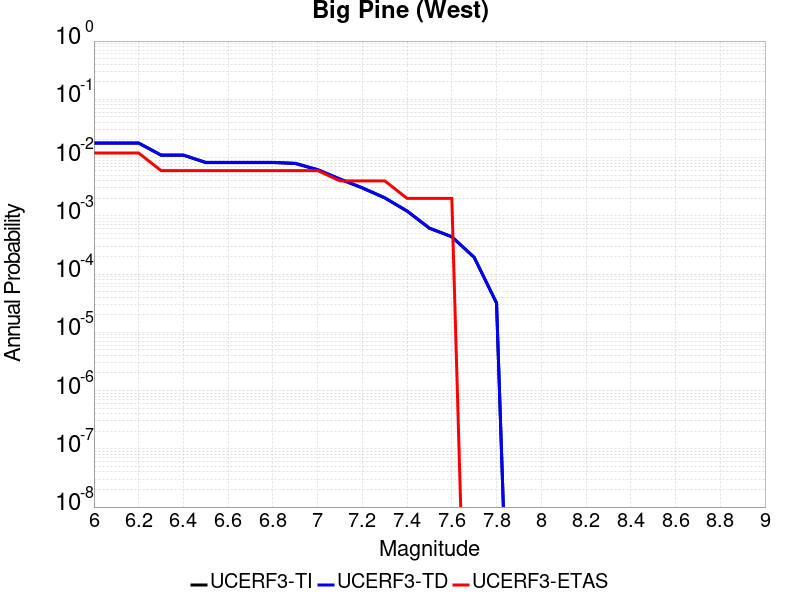 Big Pine (West)
10^0
10^-1
10^-2
10^-3
10^-4
10^-5
10^-6
10^-7
10^-8
Annual Probability
6 6.2 6.4 6.6 6.8 7 7.2 7.4 7.6 7.8 8 8.2 8.4 8.6 8.8 9
Magnitude
UCERF3-TI UCERF3-TD UCERF3-ETAS